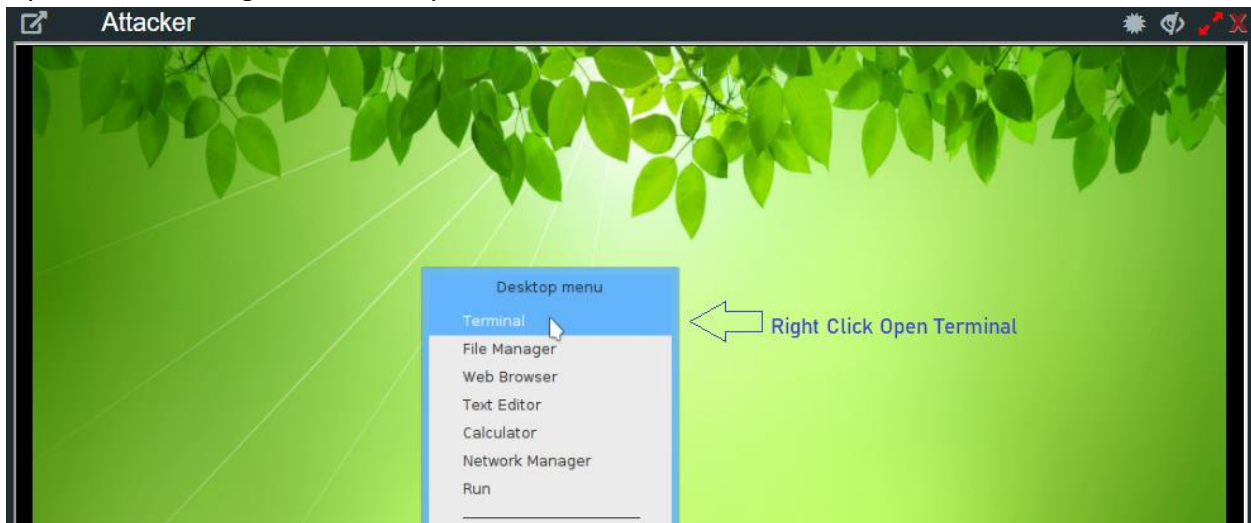 Attacker
X
Desktop menu
Terminal
Right Click Open Terminal
File Manager
Web Browser
Text Editor
Calculator
Network Manager
Run